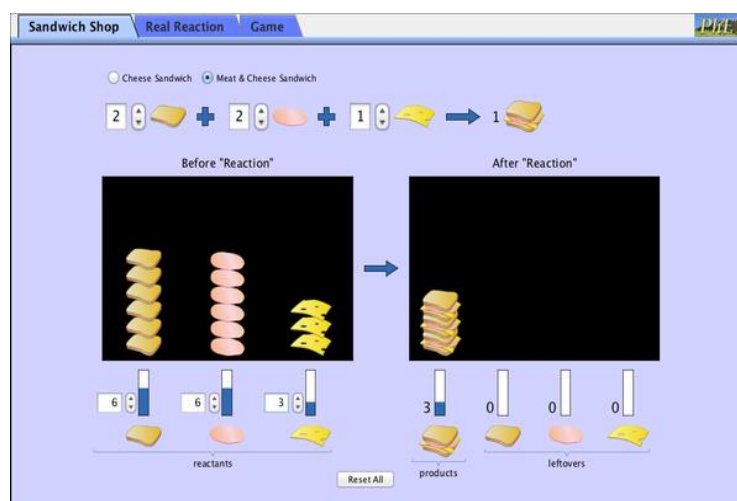 Sandwich Shop Real Reaction Game PhET
Cheese Sandwich Meat & Cheese Sandwich
2 2 1 1
Before "Reaction" After "Reaction"
6 6 3 3 0 0 0
reactants products leftovers
Reset All